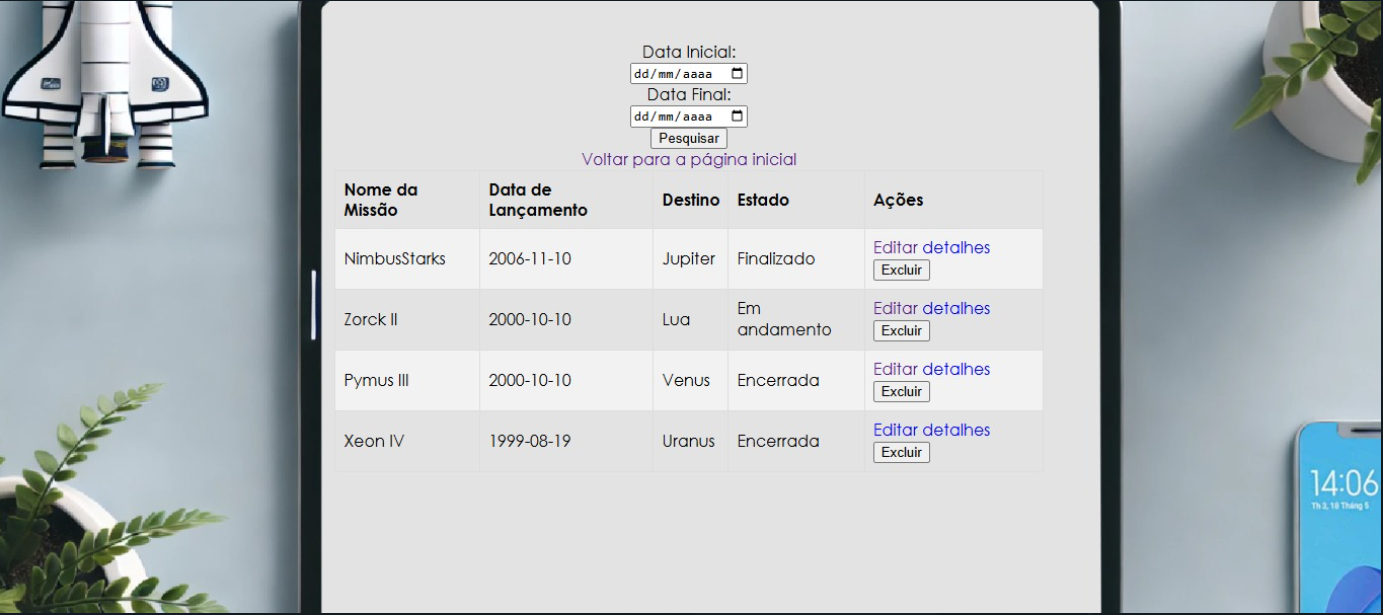 Data Inicial:
dd/mm/aaaa
Data Final:
dd/mm/aaaa
Pesquisar
Voltar para a página inicial
Nome da Missão
Data de Lançamento
Destino
Estado
Ações
NimbusStarks
2006-11-10
Jupiter
Finalizado
Editar detalhes
Excluir
Zorck II
2000-10-10
Lua
Em andamento
Editar detalhes
Excluir
Pymus III
2000-10-10
Venus
Encerrada
Editar detalhes
Excluir
Xeon IV
1999-08-19
Uranus
Encerrada
Editar detalhes
Excluir
14:06
Th 3, 18 Tháng 5